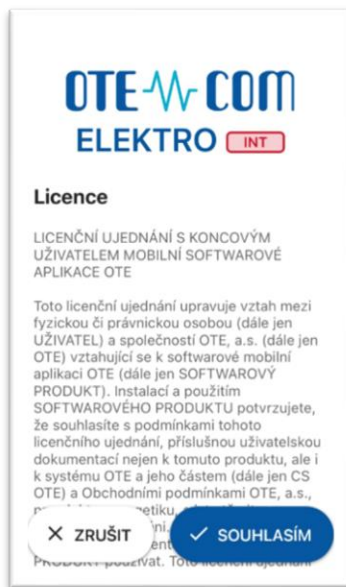 OTE COM
ELEKTRO INT
Licence
LICENČNÍ UJEDNÁNÍ S KONCOVÝM
UŽIVATELEM MOBILNÍ SOFTWAROVÉ
APLIKACE OTE
Toto licenční ujednání upravuje vztah mezi
fyzickou či právnickou osobou (dále jen
UŽIVATEL) a společností OTE, a.s. (dále jen
OTE) vztahující se k softwarové mobilní
aplikaci OTE (dále jen SOFTWAROVÝ
PRODUKT). Instalací a použitím
SOFTWAROVÉHO PRODUKTU potvrzujete,
že souhlasíte s podmínkami tohoto
licenčního ujednání, příslušnou uživatelskou
dokumentací nejen k tomuto produktu, ale i
k systému OTE a jeho částem (dále jen CS
OTE) a Obchodními podmínkami OTE, a.s.,
ZRUŠIT SOUHLASÍM
PRODUKT používat. Toto licenční ujednání